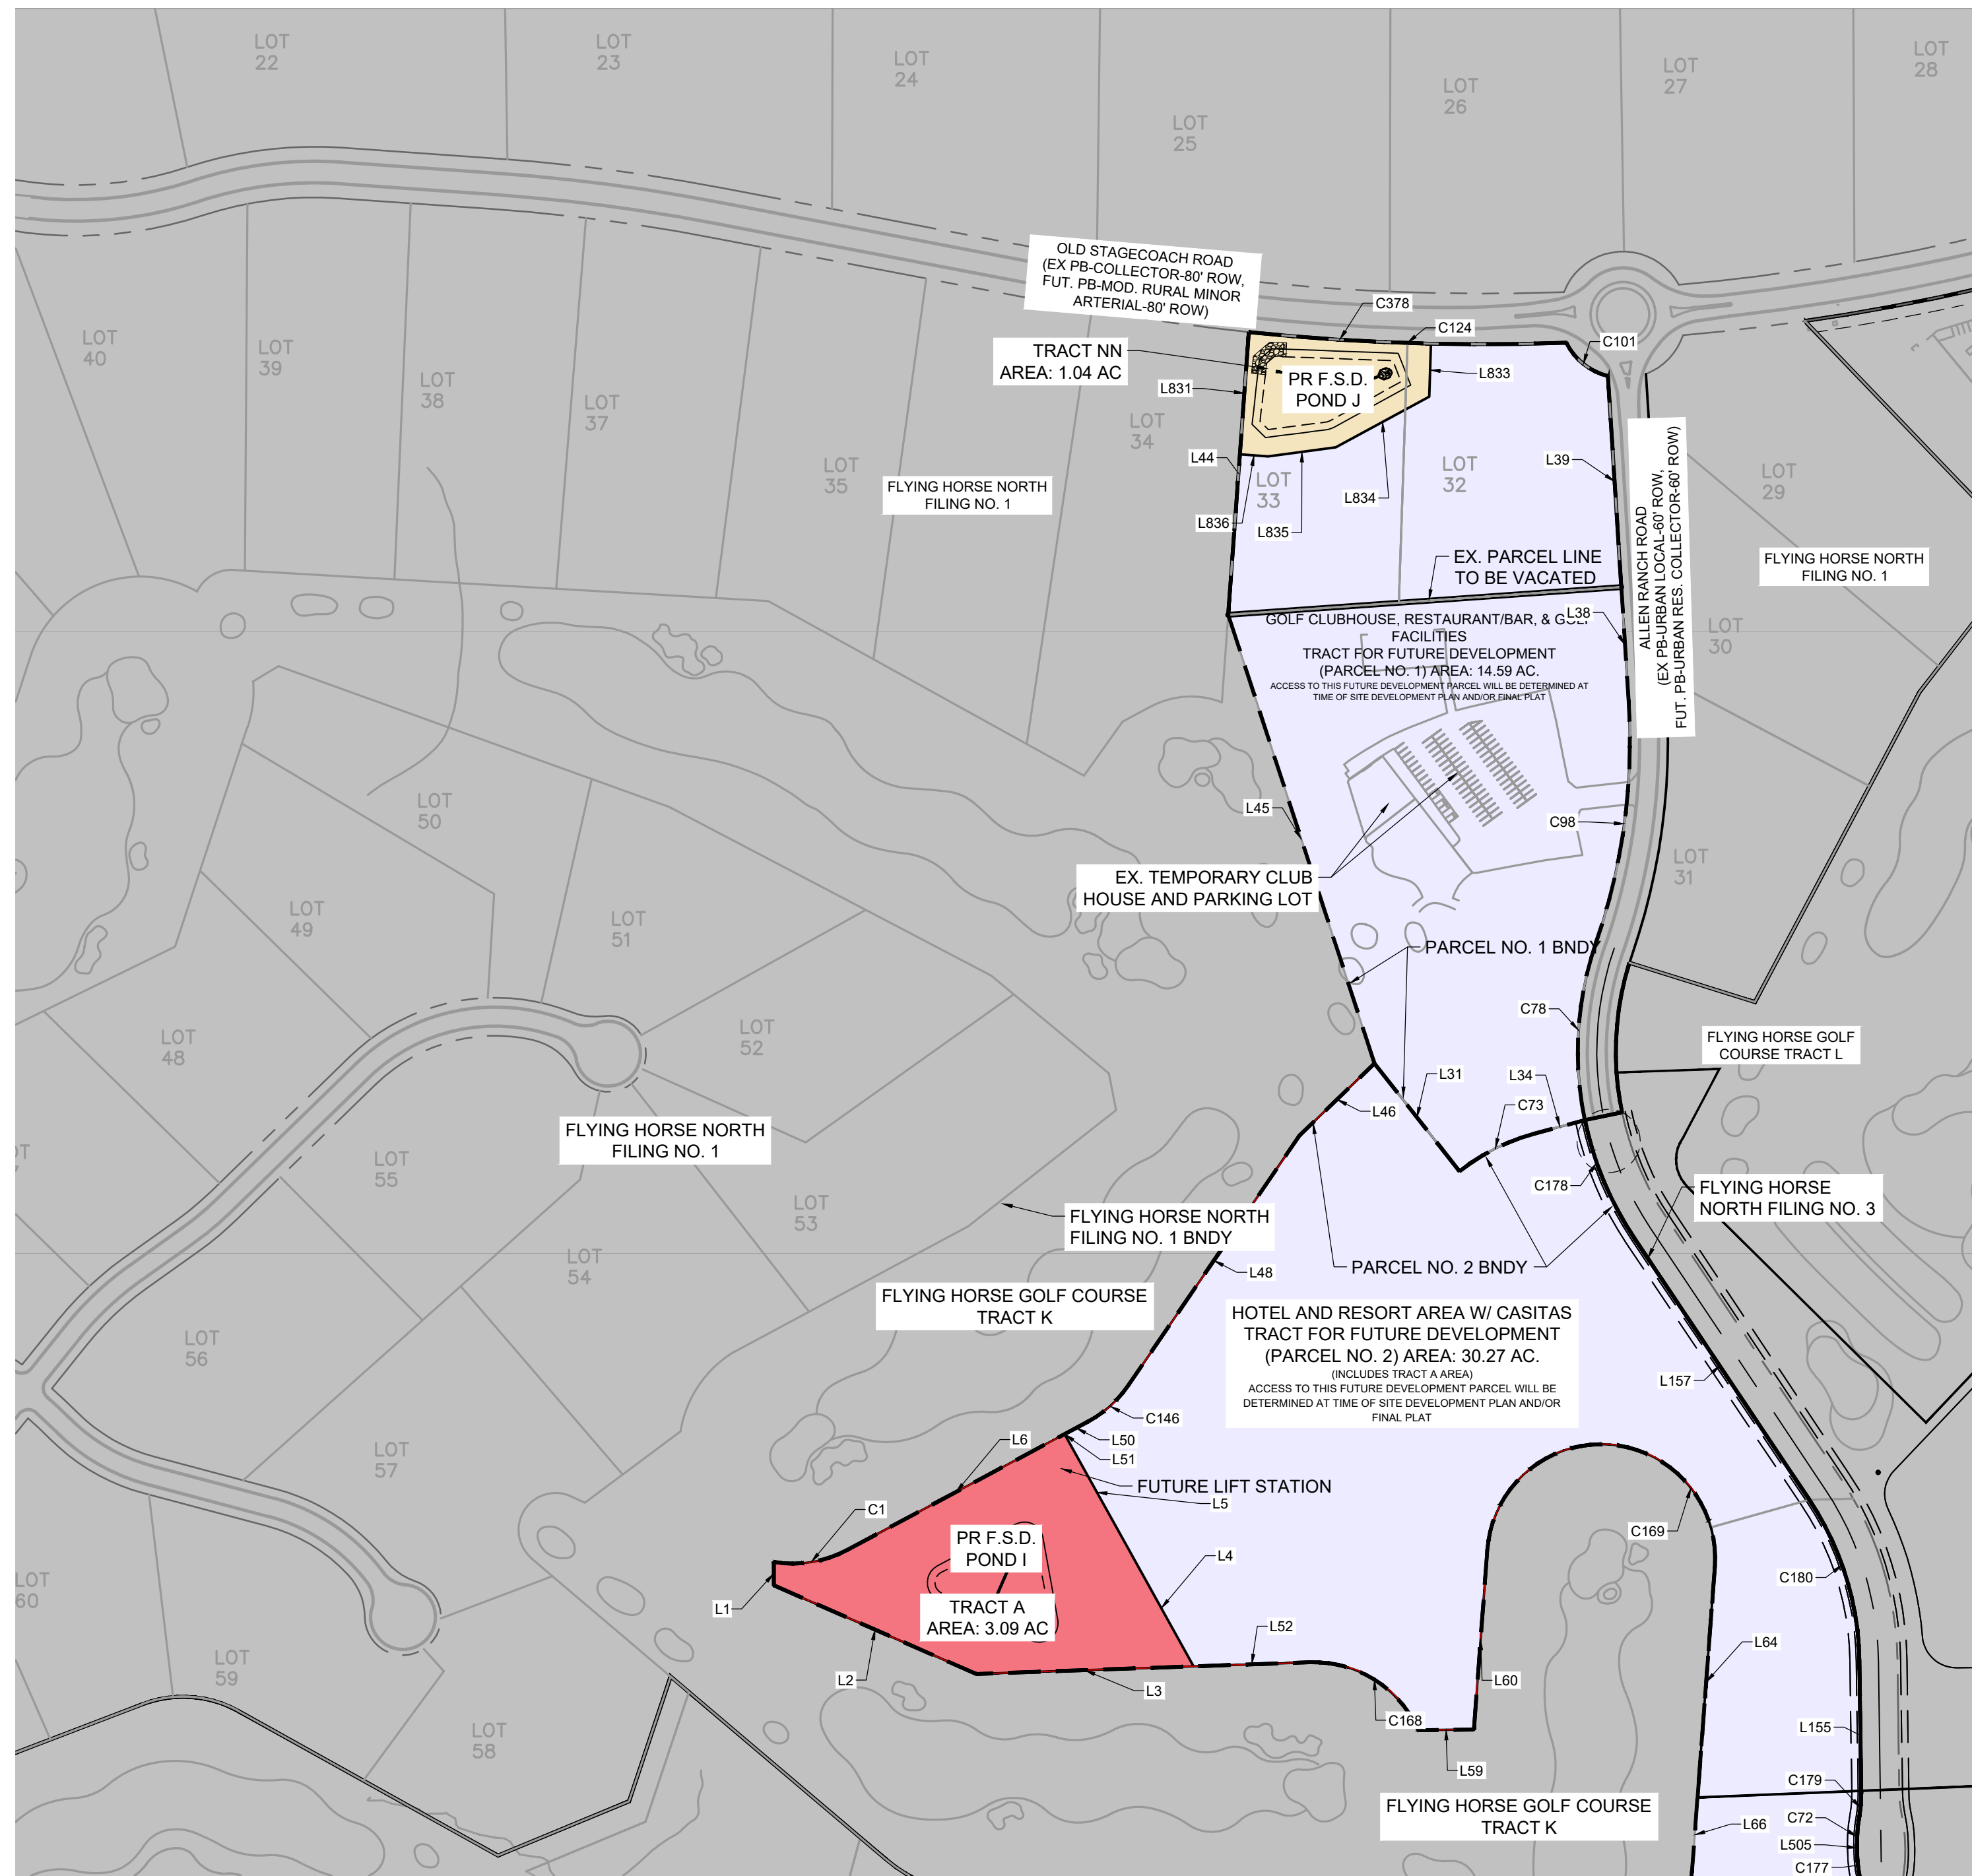 LOT
22
LOT
23
LOT
24
LOT
25
LOT
26
LOT
27
LOT
28
OLD STAGECOACH ROAD
(EX PB-COLLECTOR-80' ROW,
FUT. PB-MOD. RURAL MINOR
ARTERIAL-80' ROW)
C378
C124
C101
TRACT NN
AREA: 1.04 AC
PR F.S.D.
POND J
L831
L833
LOT
40
LOT
39
LOT
38
LOT
37
LOT
34
LOT
35
L44
LOT
33
L834
LOT
32
L39
LOT
29
L836
L835
FLYING HORSE NORTH
FILING NO. 1
ALLEN RANCH ROAD
(EX PB-URBAN LOCAL-60' ROW,
FUT. PB-URBAN RES. COLLECTOR-60' ROW)
FLYING HORSE NORTH
FILING NO. 1
EX. PARCEL LINE
TO BE VACATED
L38
LOT
30
GOLF CLUBHOUSE, RESTAURANT/BAR, & GOLF
FACILITIES
TRACT FOR FUTURE DEVELOPMENT
(PARCEL NO. 1) AREA: 14.59 AC.
ACCESS TO THIS FUTURE DEVELOPMENT PARCEL WILL BE DETERMINED AT
TIME OF SITE DEVELOPMENT PLAN AND/OR FINAL PLAT
LOT
50
L45
C98
LOT
31
EX. TEMPORARY CLUB
HOUSE AND PARKING LOT
LOT
49
LOT
51
PARCEL NO. 1 BNDY
C78
LOT
48
LOT
52
FLYING HORSE GOLF
COURSE TRACT L
L31
L34
C73
L46
FLYING HORSE NORTH
FILING NO. 1
LOT
55
LOT
53
C178
FLYING HORSE
NORTH FILING NO. 3
FLYING HORSE NORTH
FILING NO. 1 BNDY
LOT
54
L48
PARCEL NO. 2 BNDY
FLYING HORSE GOLF COURSE
TRACT K
LOT
56
HOTEL AND RESORT AREA W/ CASITAS
TRACT FOR FUTURE DEVELOPMENT
(PARCEL NO. 2) AREA: 30.27 AC.
(INCLUDES TRACT A AREA)
ACCESS TO THIS FUTURE DEVELOPMENT PARCEL WILL BE
DETERMINED AT TIME OF SITE DEVELOPMENT PLAN AND/OR
FINAL PLAT
L157
C146
L6
L50
L51
LOT
57
FUTURE LIFT STATION
L5
C1
C169
PR F.S.D.
POND I
L4
C180
LOT
60
L1
TRACT A
AREA: 3.09 AC
L52
L64
LOT
59
L2
L3
L60
C168
LOT
58
L155
L59
C179
FLYING HORSE GOLF COURSE
TRACT K
C72
L66
L505
C177